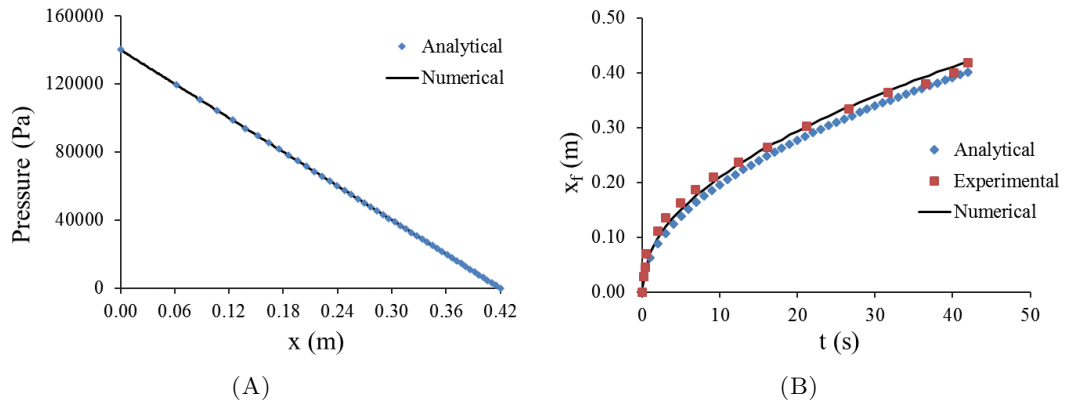 160000
120000
80000
40000
0
Pressure (Pa)
0.00 0.06 0.12 0.18 0.24 0.30 0.36 0.42
x (m)
Analytical
Numerical
(A)
0.50
0.40
0.30
0.20
0.10
0.00
x_f (m)
0 10 20 30 40 50
t (s)
Analytical
Experimental
Numerical
(B)